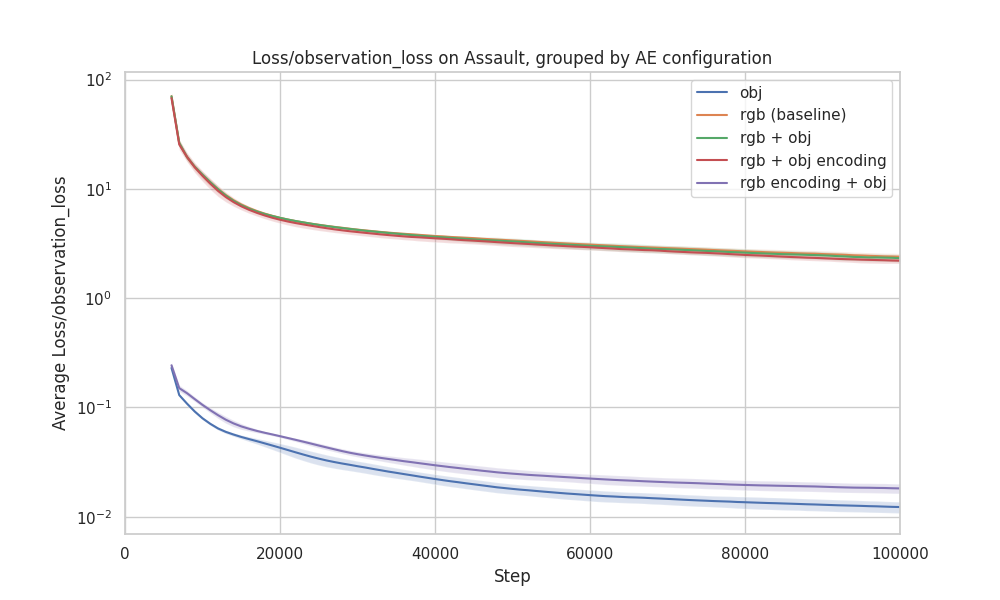 Loss/observation_loss on Assault, grouped by AE configuration
10²
10¹
10⁰
10⁻¹
10⁻²
Average Loss/observation_loss
obj
rgb (baseline)
rgb + obj
rgb + obj encoding
rgb encoding + obj
0 20000 40000 60000 80000 100000
Step